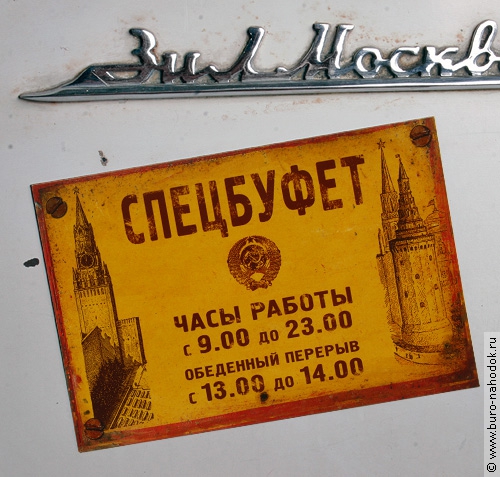 ЗиЛ Москв
СПЕЦБУФЕТ
ЧАСЫ РАБОТЫ
с 9.00 до 23.00
ОБЕДЕННЫЙ ПЕРЕРЫВ
с 13.00 до 14.00
© www.buro-nahodok.ru